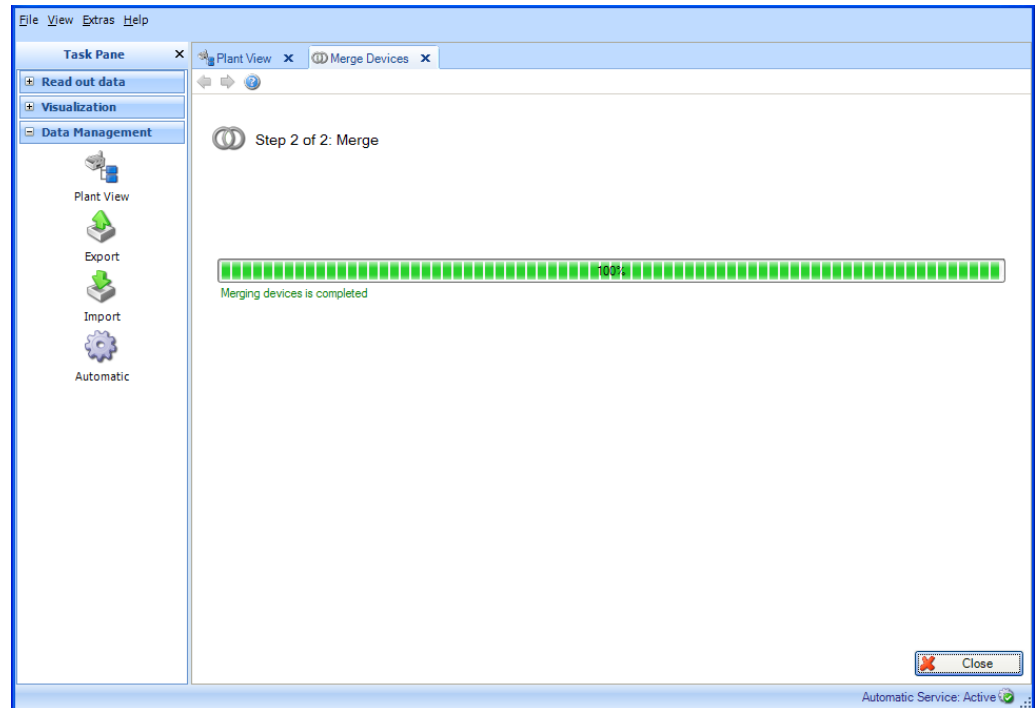 File View Extras Help
Task Pane
Plant View
Merge Devices
Read out data
Visualization
Data Management
Step 2 of 2: Merge
Plant View
Export
Import
Automatic
100%
Merging devices is completed
Close
Automatic Service: Active